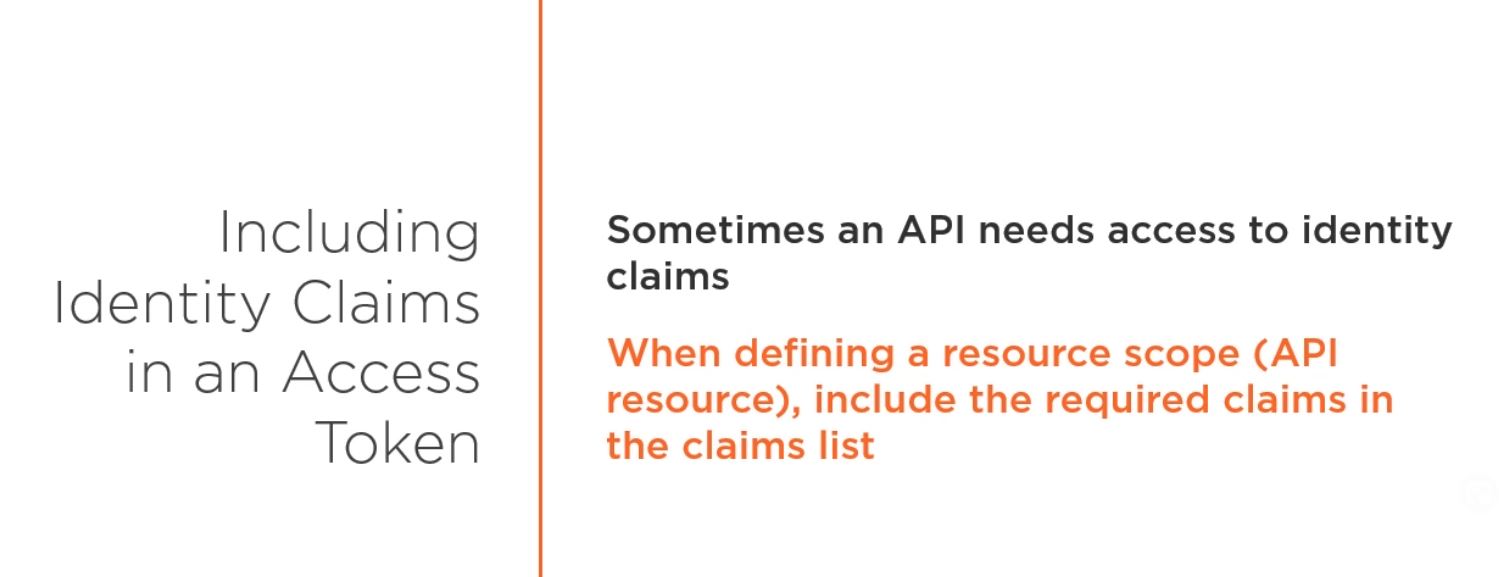 Including
Identity Claims
in an Access
Token
Sometimes an API needs access to identity
claims
When defining a resource scope (API
resource), include the required claims in
the claims list